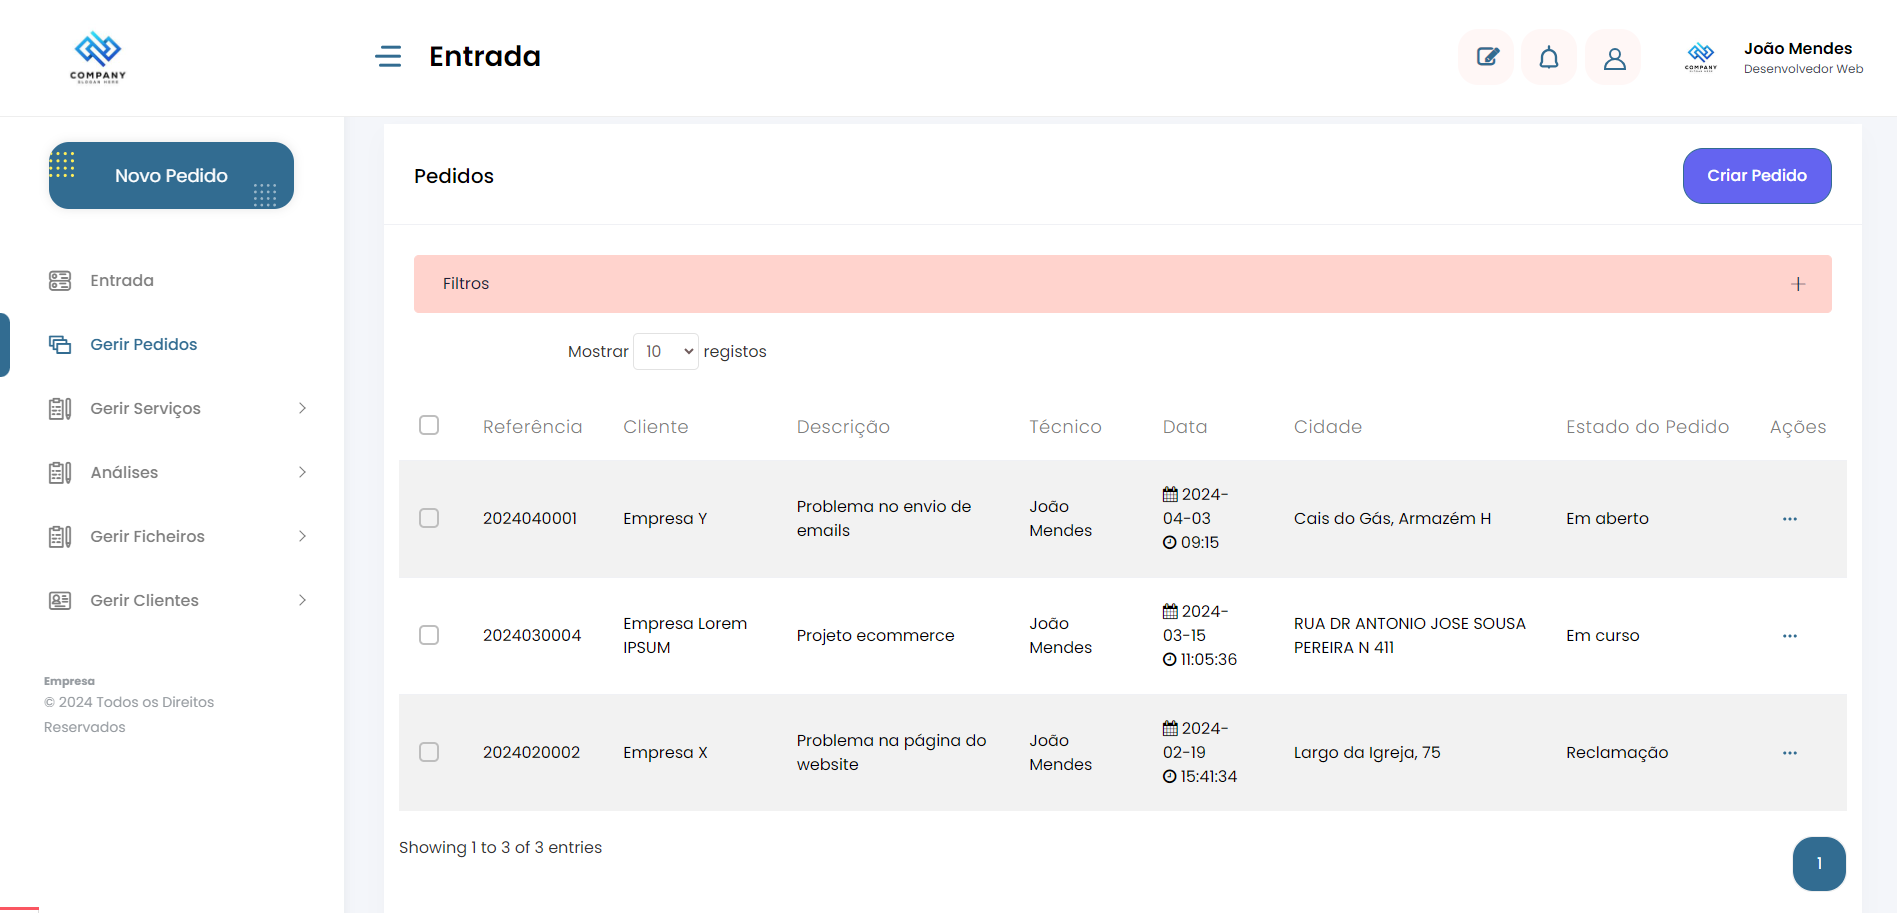 COMPANY
SLOGAN HERE
Entrada
COMPANY
João Mendes
Desenvolvedor Web
Novo Pedido
Entrada
Gerir Pedidos
Gerir Serviços
Análises
Gerir Ficheiros
Gerir Clientes
Empresa
© 2024 Todos os Direitos
Reservados
Pedidos
Criar Pedido
Filtros
Mostrar 10 registos
Referência Cliente Descrição Técnico Data Cidade Estado do Pedido Ações
2024040001 Empresa Y Problema no envio de emails João Mendes 2024-04-03 09:15 Cais do Gás, Armazém H Em aberto ...
2024030004 Empresa Lorem IPSUM Projeto ecommerce João Mendes 2024-03-15 11:05:36 RUA DR ANTONIO JOSE SOUSA PEREIRA N 411 Em curso ...
2024020002 Empresa X Problema na página do website João Mendes 2024-02-19 15:41:34 Largo da Igreja, 75 Reclamação ...
Showing 1 to 3 of 3 entries
1